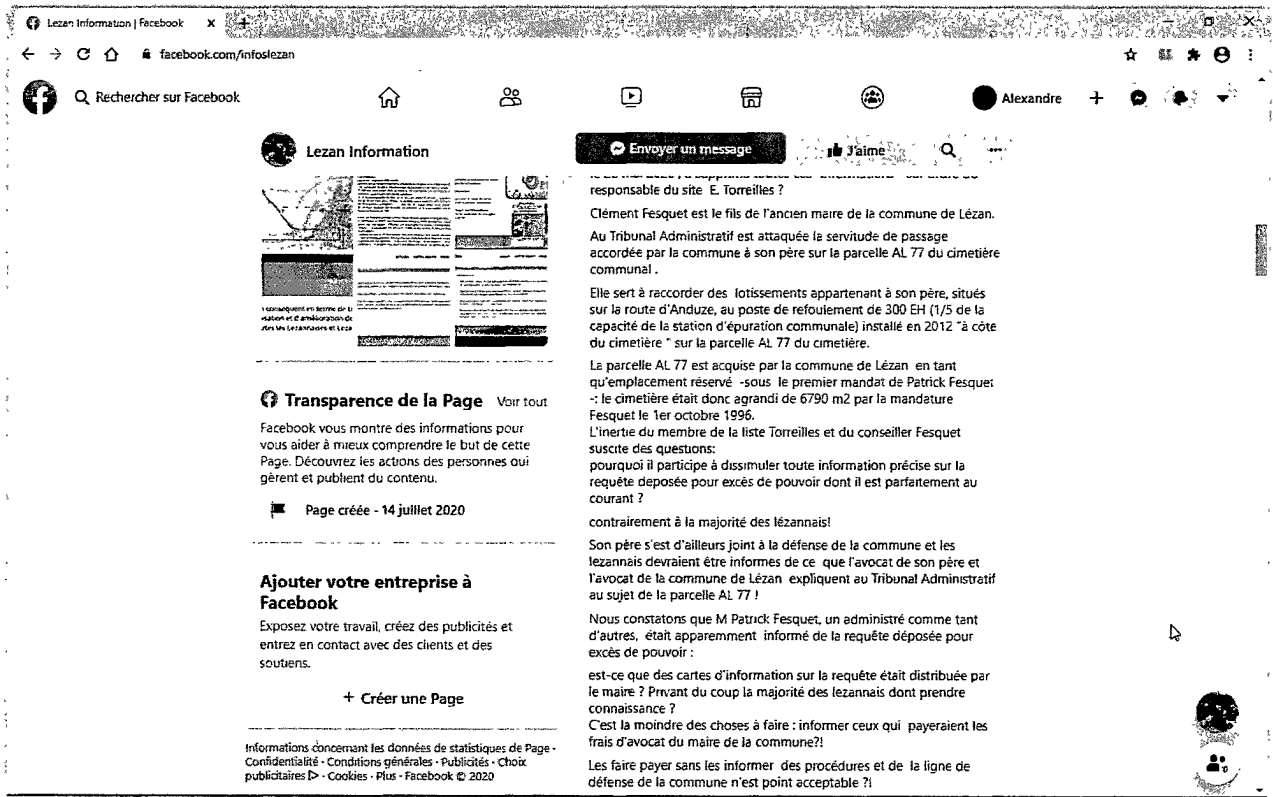 Lezan Information | Facebook
facebook.com/infoslezan
Rechercher sur Facebook
Alexandre
Lezan Information
Envoyer un message
J'aime
responsable du site E. Torreilles ?
Clément Fesquet est le fils de l'ancien maire de la commune de Lézan.
Au Tribunal Administratif est attaquée la servitude de passage
accordée par la commune à son père sur la parcelle AL 77 du cimetière
communal .
Elle sert à raccorder des lotissements appartenant à son père, situés
sur la route d'Anduze, au poste de refoulement de 300 EH (1/5 de la
capacité de la station d'épuration communale) installé en 2012 "à côte
du cimetière " sur la parcelle AL 77 du cimetière.
La parcelle AL 77 est acquise par la commune de Lézan en tant
qu'emplacement réservé -sous le premier mandat de Patrick Fesquet
-: le cimetière était donc agrandi de 6790 m2 par la mandature
Fesquet le 1er octobre 1996.
L'inertie du membre de la liste Torreilles et du conseiller Fesquet
suscite des questions:
pourquoi il participe à dissimuler toute information précise sur la
requête deposée pour excès de pouvoir dont il est parfaitement au
courant ?
contrairement à la majorité des lézannais!
Son père s'est d'ailleurs joint à la défense de la commune et les
lezannais devraient être informes de ce que l'avocat de son père et
l'avocat de la commune de Lézan expliquent au Tribunal Administratif
au sujet de la parcelle AL 77 !
Nous constatons que M Patrick Fesquet, un administré comme tant
d'autres, était apparemment informé de la requête déposée pour
excès de pouvoir :
est-ce que des cartes d'information sur la requête était distribuée par
le maire ? Privant du coup la majorité des lezannais dont prendre
connaissance ?
C'est la moindre des choses à faire : informer ceux qui payeraient les
frais d'avocat du maire de la commune?!
Les faire payer sans les informer des procédures et de la ligne de
défense de la commune n'est point acceptable ?!
Transparence de la Page Voir tout
Facebook vous montre des informations pour
vous aider à mieux comprendre le but de cette
Page. Découvrez les actions des personnes qui
gèrent et publient du contenu.
Page créée - 14 juillet 2020
Ajouter votre entreprise à
Facebook
Exposez votre travail, créez des publicités et
entrez en contact avec des clients et des
soutiens.
+ Créer une Page
Informations concernant les données de statistiques de Page ·
Confidentialité · Conditions générales · Publicités · Choix
publicitaires · Cookies · Plus · Facebook © 2020